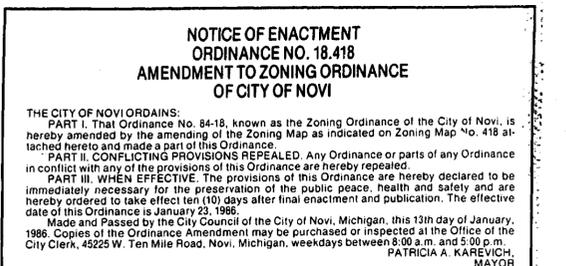 NOTICE OF ENACTMENT
ORDINANCE NO. 18.418
AMENDMENT TO ZONING ORDINANCE
OF CITY OF NOVI
THE CITY OF NOVI ORDAINS:
PART I. That Ordinance No. 84-18, known as the Zoning Ordinance of the City of Novi, is
hereby amended by the amending of the Zoning Map as indicated on Zoning Map No. 418 at-
tached hereto and made a part of this Ordinance.
PART II. CONFLICTING PROVISIONS REPEALED. Any Ordinance or parts of any Ordinance
in conflict with any of the provisions of this Ordinance are hereby repealed.
PART III. WHEN EFFECTIVE. The provisions of this Ordinance are hereby declared to be
immediately necessary for the preservation of the public peace, health and safety and are
hereby ordered to take effect ten (10) days after final enactment and publication. The effective
date of this Ordinance is January 23, 1986.
Made and Passed by the City Council of the City of Novi, Michigan, this 13th day of January,
1986. Copies of the Ordinance Amendment may be purchased or inspected at the Office of the
City Clerk, 45225 W. Ten Mile Road, Novi, Michigan, weekdays between 8:00 a.m. and 5:00 p.m.
PATRICIA A. KAREVICH,
MAYOR